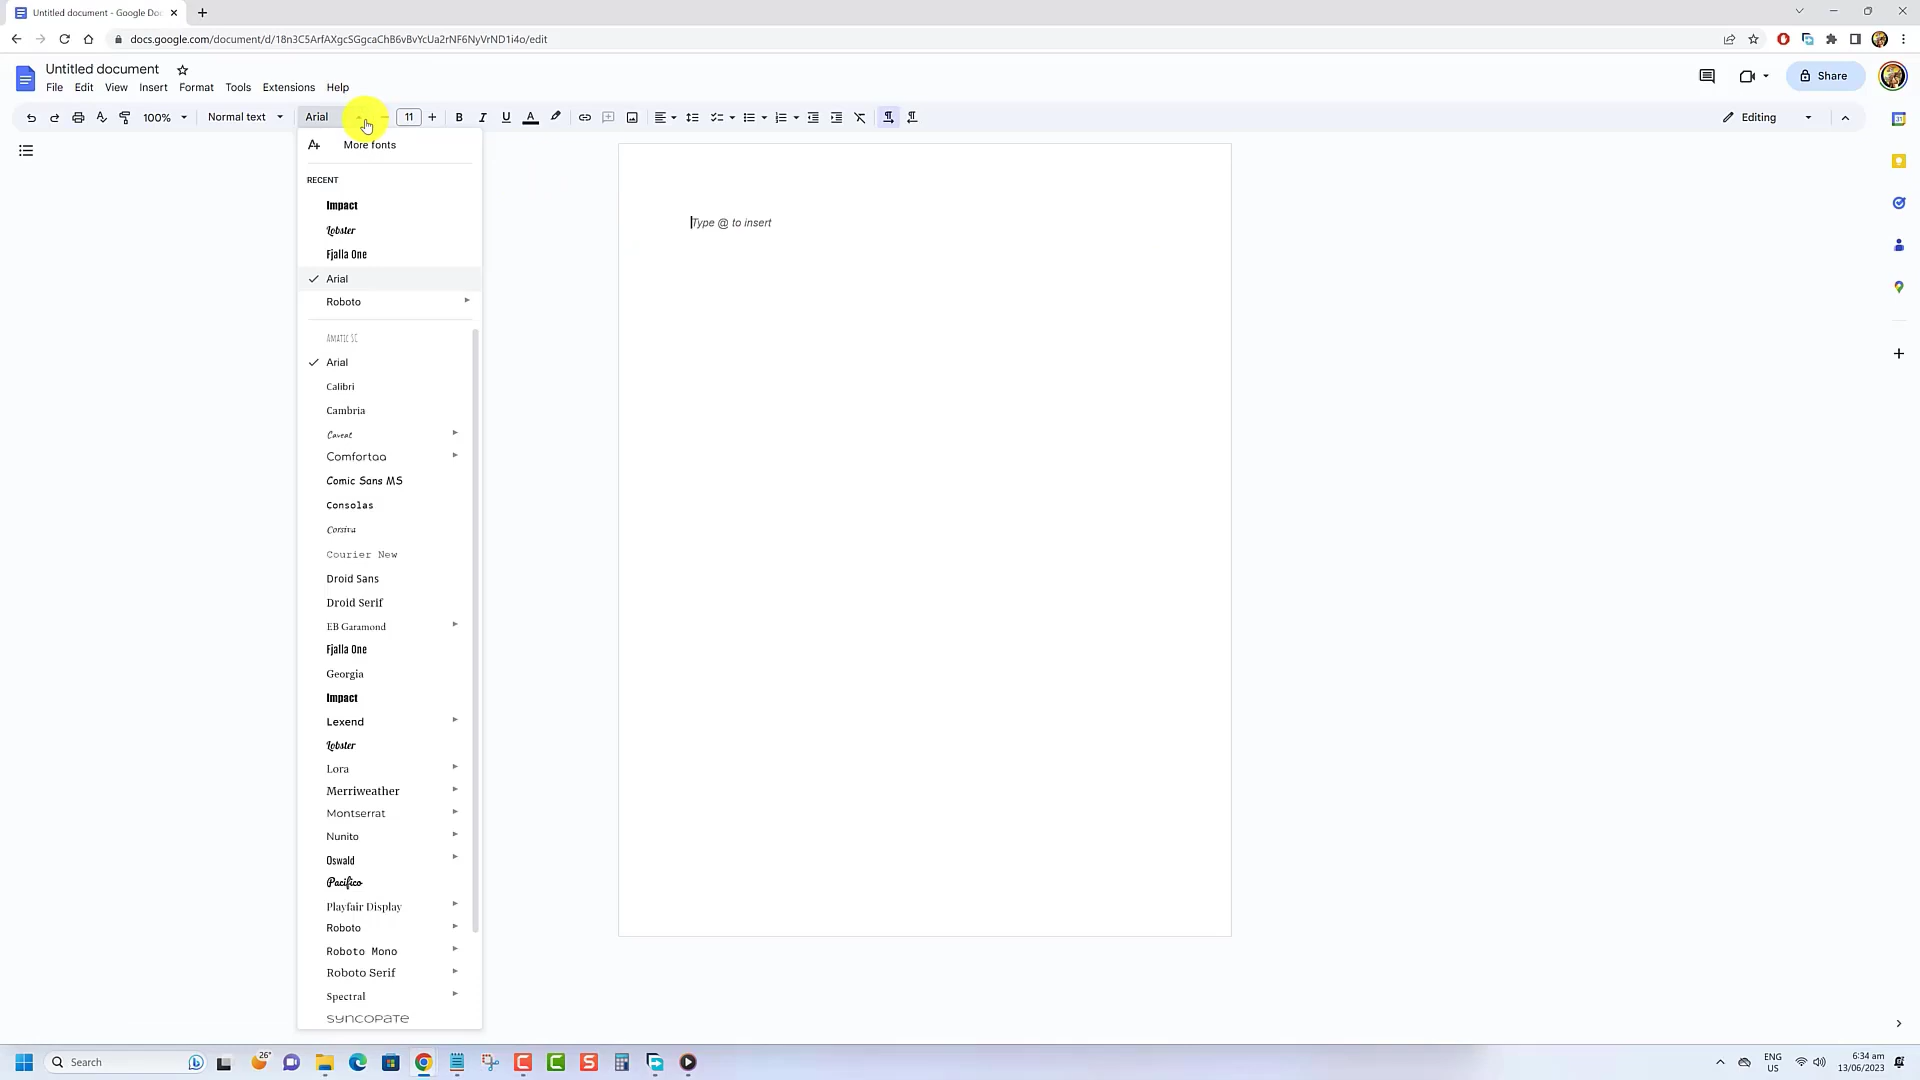 Untitled document - Google Doc
docs.google.com/document/d/18n3C5ArfAXgcSGgcaChB6vBvYcUa2rNF6NyVrND1i4o/edit
Untitled document
File Edit View Insert Format Tools Extensions Help
Share
100% Normal text Arial 11 Editing
More fonts
RECENT
Impact
Lobster
Fjalla One
Arial
Roboto
Amatic SC
Arial
Calibri
Cambria
Caveat
Comfortaa
Comic Sans MS
Consolas
Corsiva
Courier New
Droid Sans
Droid Serif
EB Garamond
Fjalla One
Georgia
Impact
Lexend
Lobster
Lora
Merriweather
Montserrat
Nunito
Oswald
Pacifico
Playfair Display
Roboto
Roboto Mono
Roboto Serif
Spectral
Syncopate
Type @ to insert
Search
26°
ENG
US
6:34 am
13/06/2023